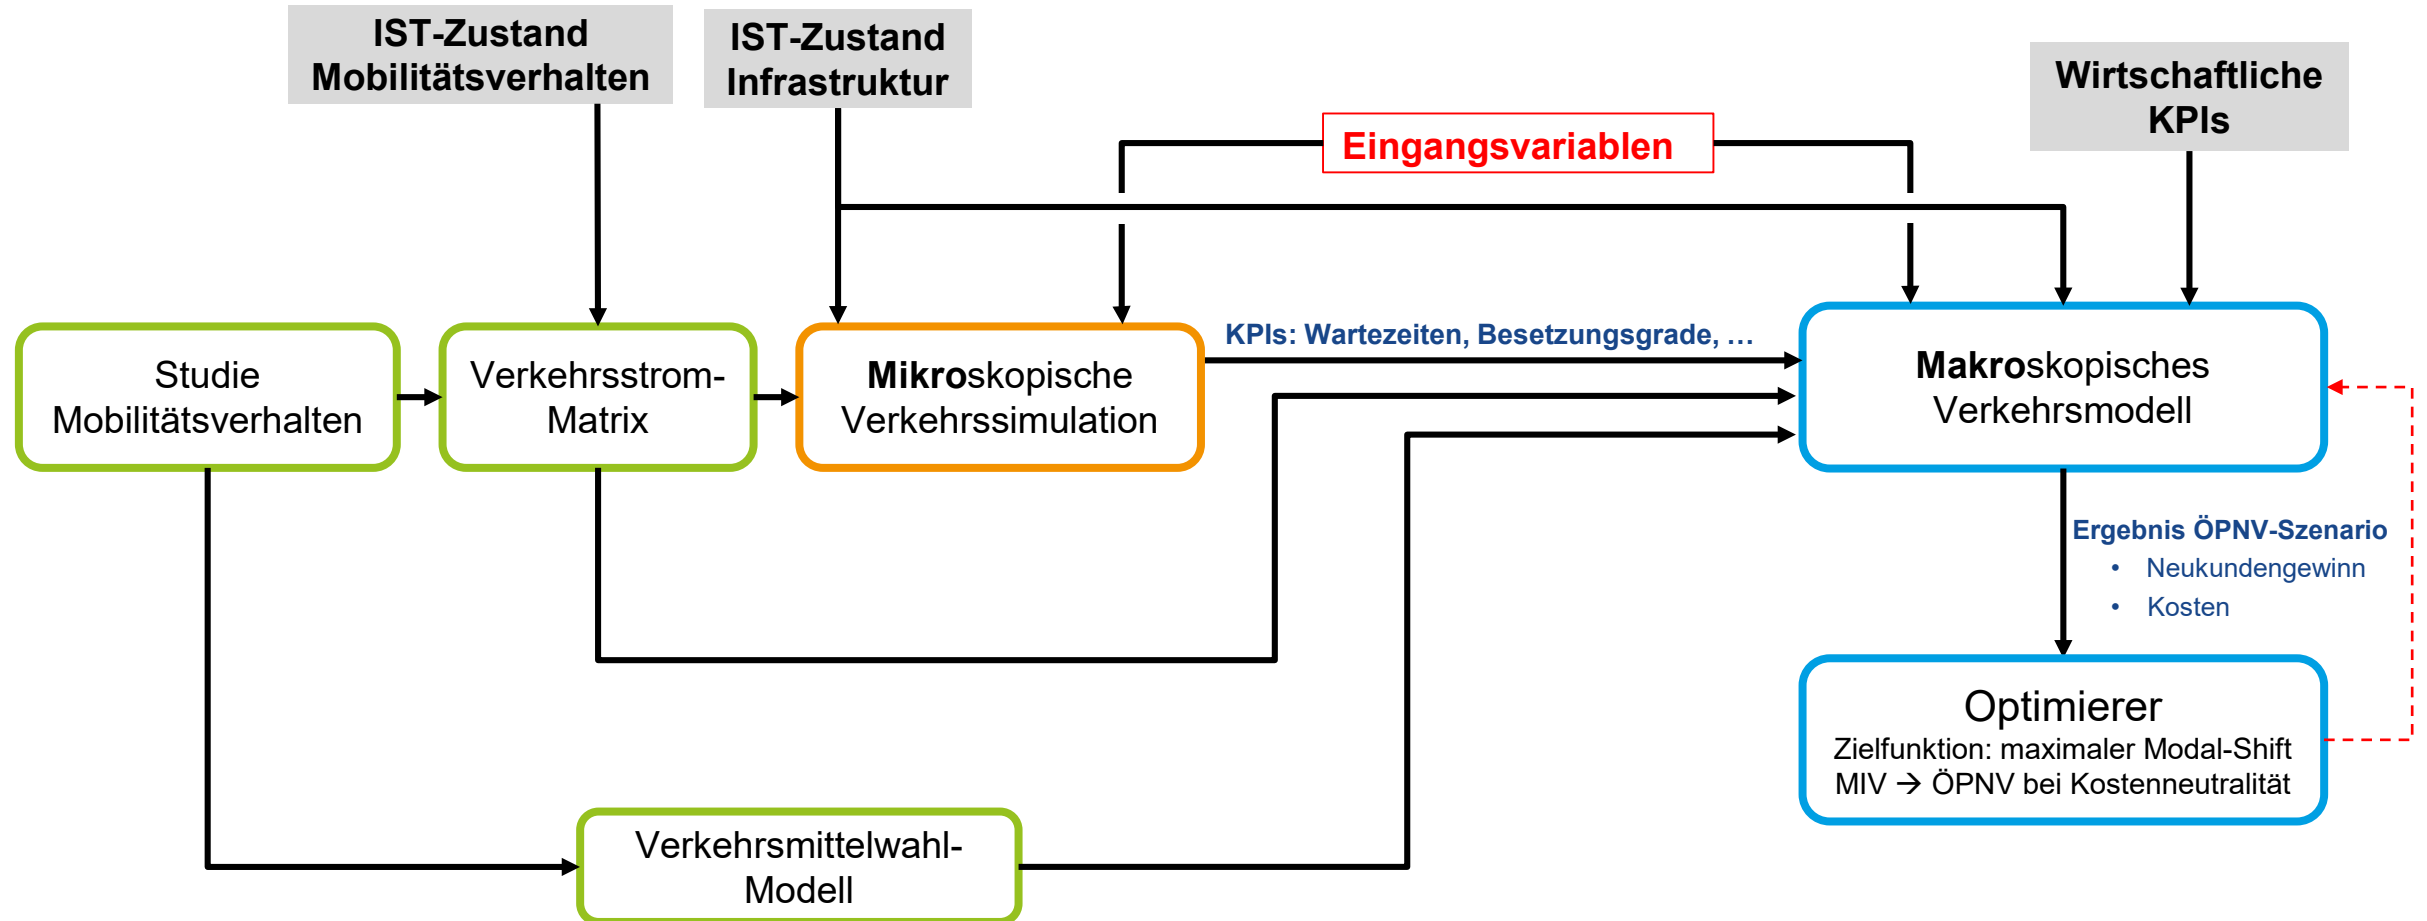 IST-Zustand
Mobilitätsverhalten
IST-Zustand
Infrastruktur
Wirtschaftliche
KPIs
Eingangsvariablen
Studie
Mobilitätsverhalten
Verkehrsstrom-
Matrix
Mikroskopische
Verkehrssimulation
KPIs: Wartezeiten, Besetzungsgrade, …
Makroskopisches
Verkehrsmodell
Ergebnis ÖPNV-Szenario
• Neukundengewinn
• Kosten
Optimierer
Zielfunktion: maximaler Modal-Shift
MIV → ÖPNV bei Kostenneutralität
Verkehrsmittelwahl-
Modell